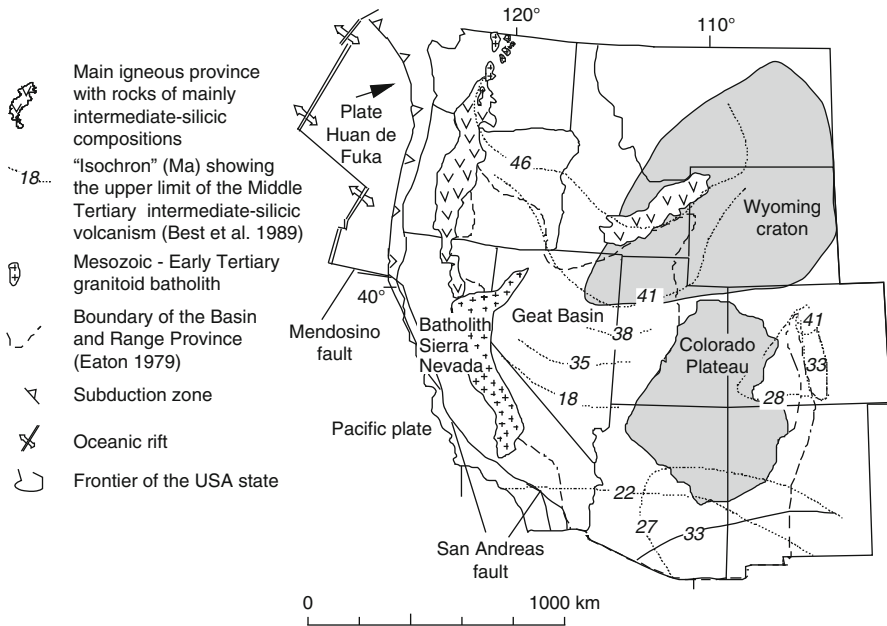 Main igneous province
with rocks of mainly
intermediate-silicic
compositions
18
“Isochron” (Ma) showing
the upper limit of the Middle
Tertiary intermediate-silicic
volcanism (Best et al. 1989)
Mesozoic - Early Tertiary
granitoid batholith
Boundary of the Basin
and Range Province
(Eaton 1979)
Subduction zone
Oceanic rift
Frontier of the USA state
120°
110°
Plate
Huan de
Fuka
46
Wyoming
craton
40°
41
Mendosino
fault
Batholith
Sierra
Nevada
Geat Basin
38
35
18
Colorado
Plateau
41
33
28
Pacific plate
22
27
33
San Andreas
fault
0
1000 km